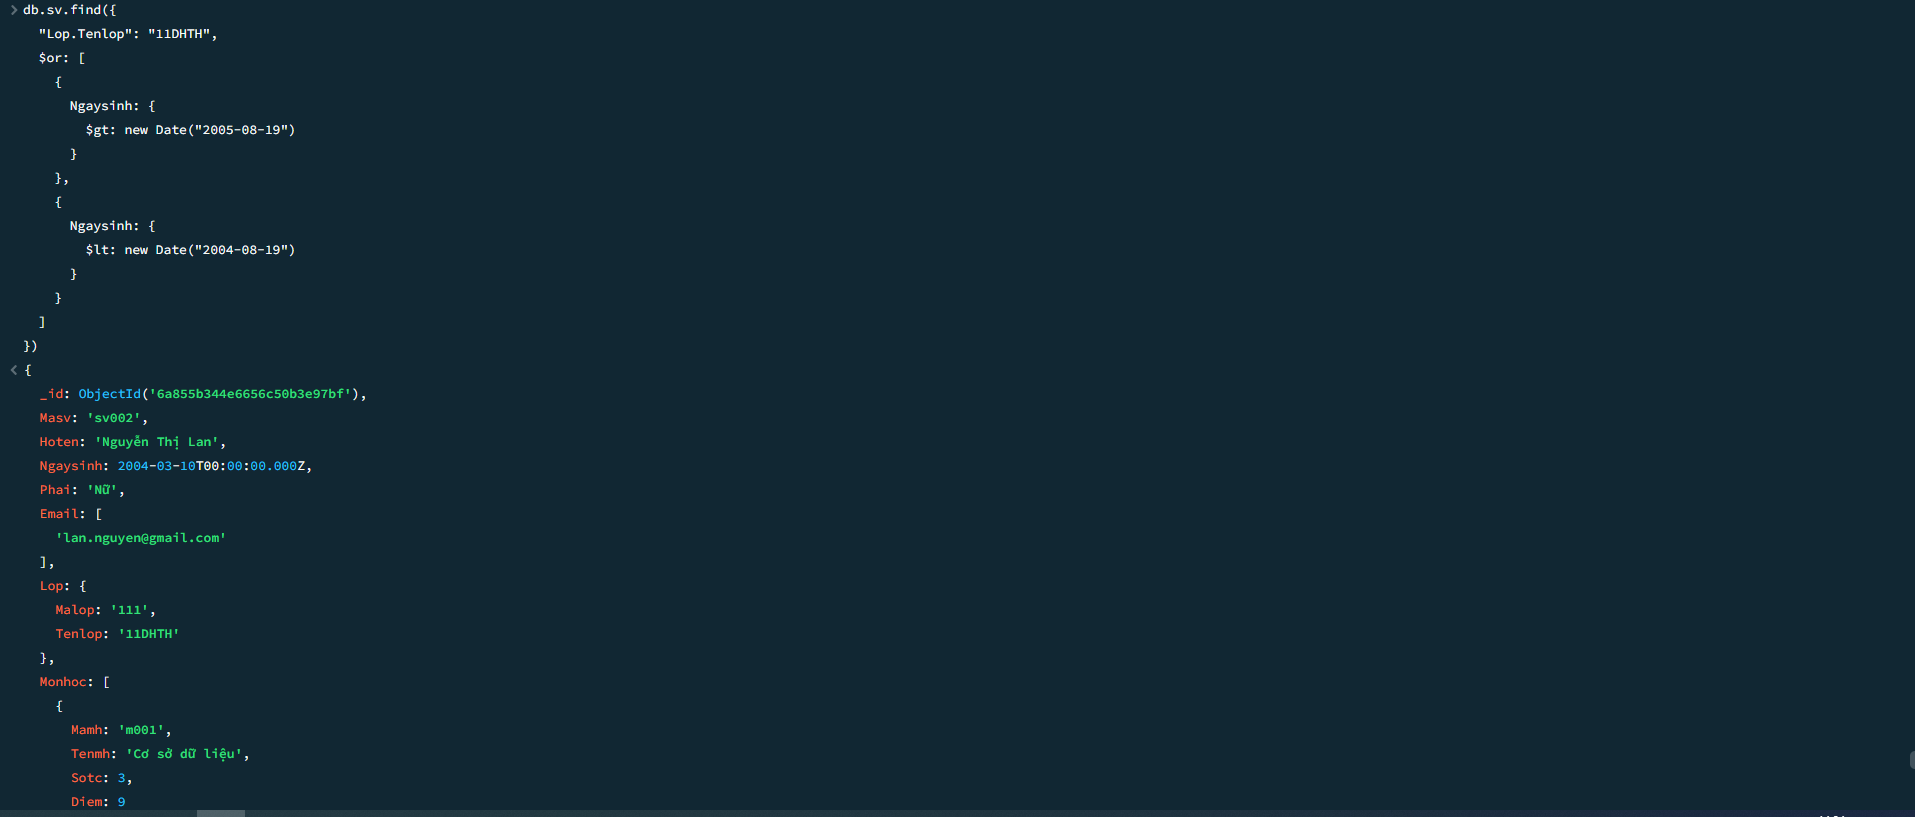 db.sv.find({
"Lop.Tenlop": "11DHTH",
$or: [
{
Ngaysinh: {
$gt: new Date("2005-08-19")
}
},
{
Ngaysinh: {
$lt: new Date("2004-08-19")
}
}
]
})
{
_id: ObjectId('6a855b344e6656c50b3e97bf'),
Masv: 'sv002',
Hoten: 'Nguyễn Thị Lan',
Ngaysinh: 2004-03-10T00:00:00.000Z,
Phai: 'Nữ',
Email: [
'lan.nguyen@gmail.com'
],
Lop: {
Malop: '111',
Tenlop: '11DHTH'
},
Monhoc: [
{
Mamh: 'm001',
Tenmh: 'Cơ sở dữ liệu',
Sotc: 3,
Diem: 9